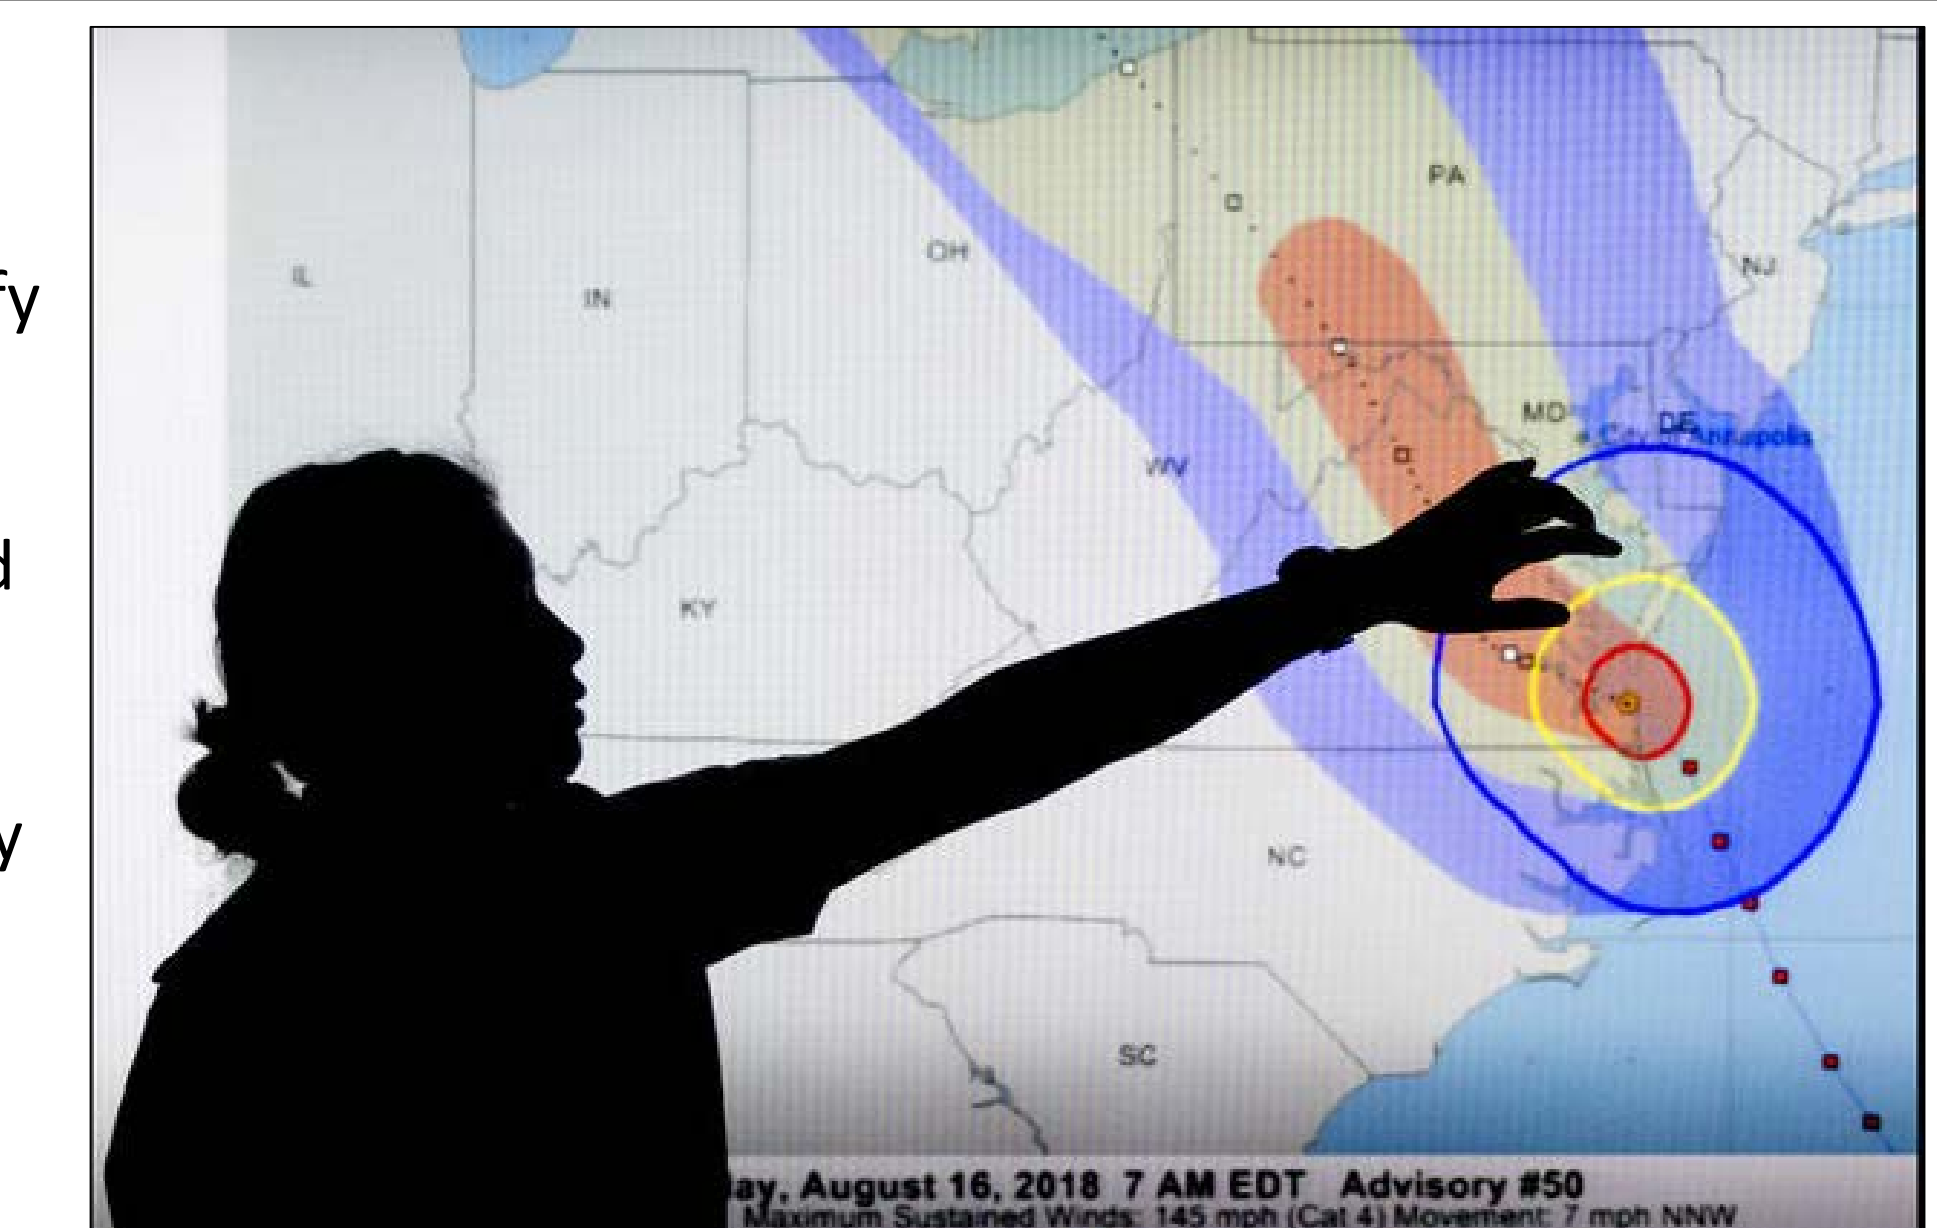 PA
OH
NJ
fy
IL
IN
MD
DE
City of Annapolis
WV
d
KY
y
NC
SC
ay, August 16, 2018 7 AM EDT Advisory #50
Maximum Sustained Winds: 145 mph (Cat 4) Movement: 7 mph NNW